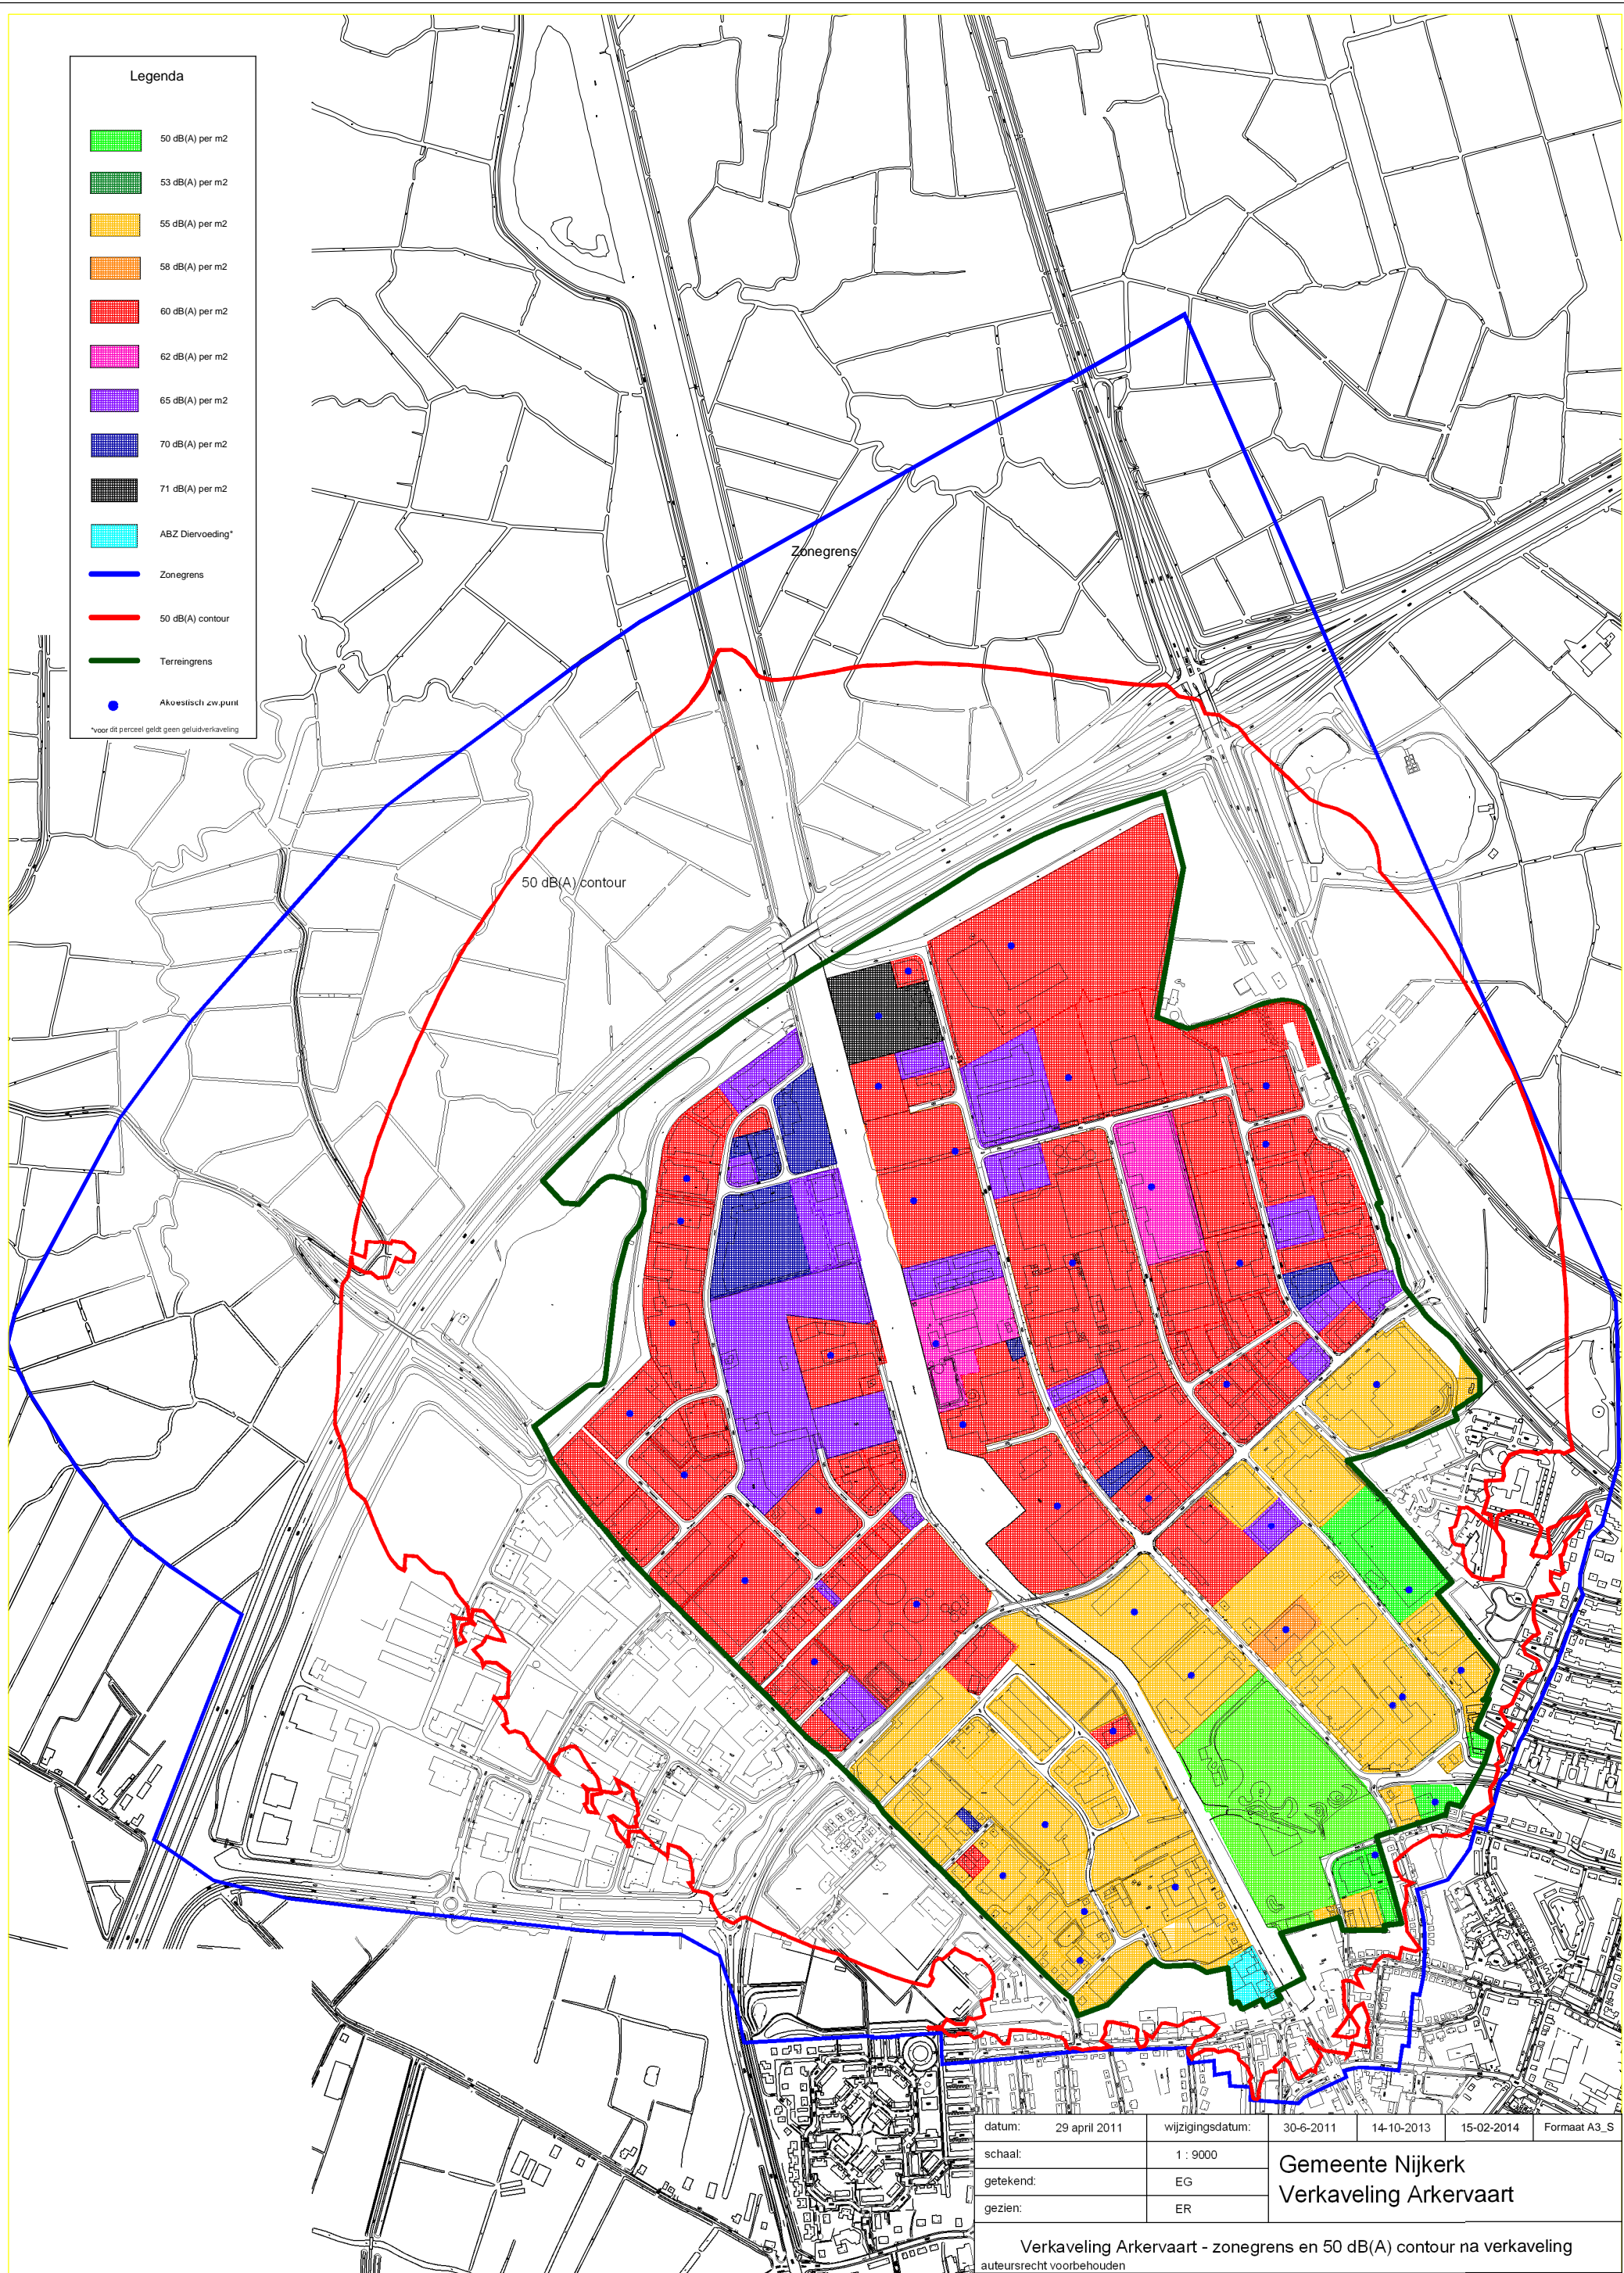 Legenda
50 dB(A) per m2
53 dB(A) per m2
55 dB(A) per m2
58 dB(A) per m2
60 dB(A) per m2
62 dB(A) per m2
65 dB(A) per m2
70 dB(A) per m2
71 dB(A) per m2
ABZ Diervoeding*
Zonegrens
50 dB(A) contour
Terreingrens
Akoestisch zw.punt
*voor dit perceel geldt geen geluidverkaveling
Zonegrens
50 dB(A) contour
datum: 29 april 2011 wijzigingsdatum: 30-6-2011 14-10-2013 15-02-2014 Formaat A3_S
schaal: 1 : 9000
getekend: EG
gezien: ER
Gemeente Nijkerk
Verkaveling Arkervaart
Verkaveling Arkervaart - zonegrens en 50 dB(A) contour na verkaveling
auteursrecht voorbehouden